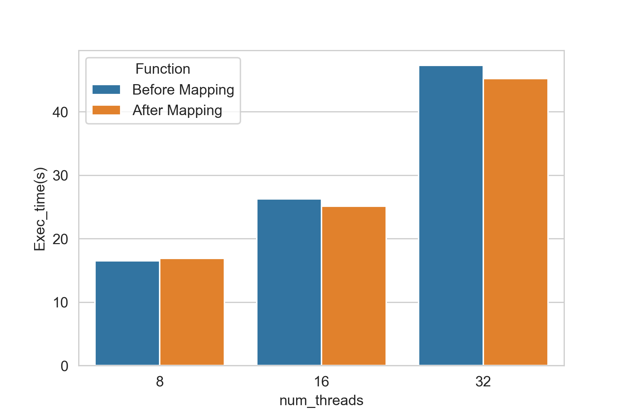 Function
Before Mapping
After Mapping
Exec_time(s)
40
30
20
10
0
8
16
32
num_threads